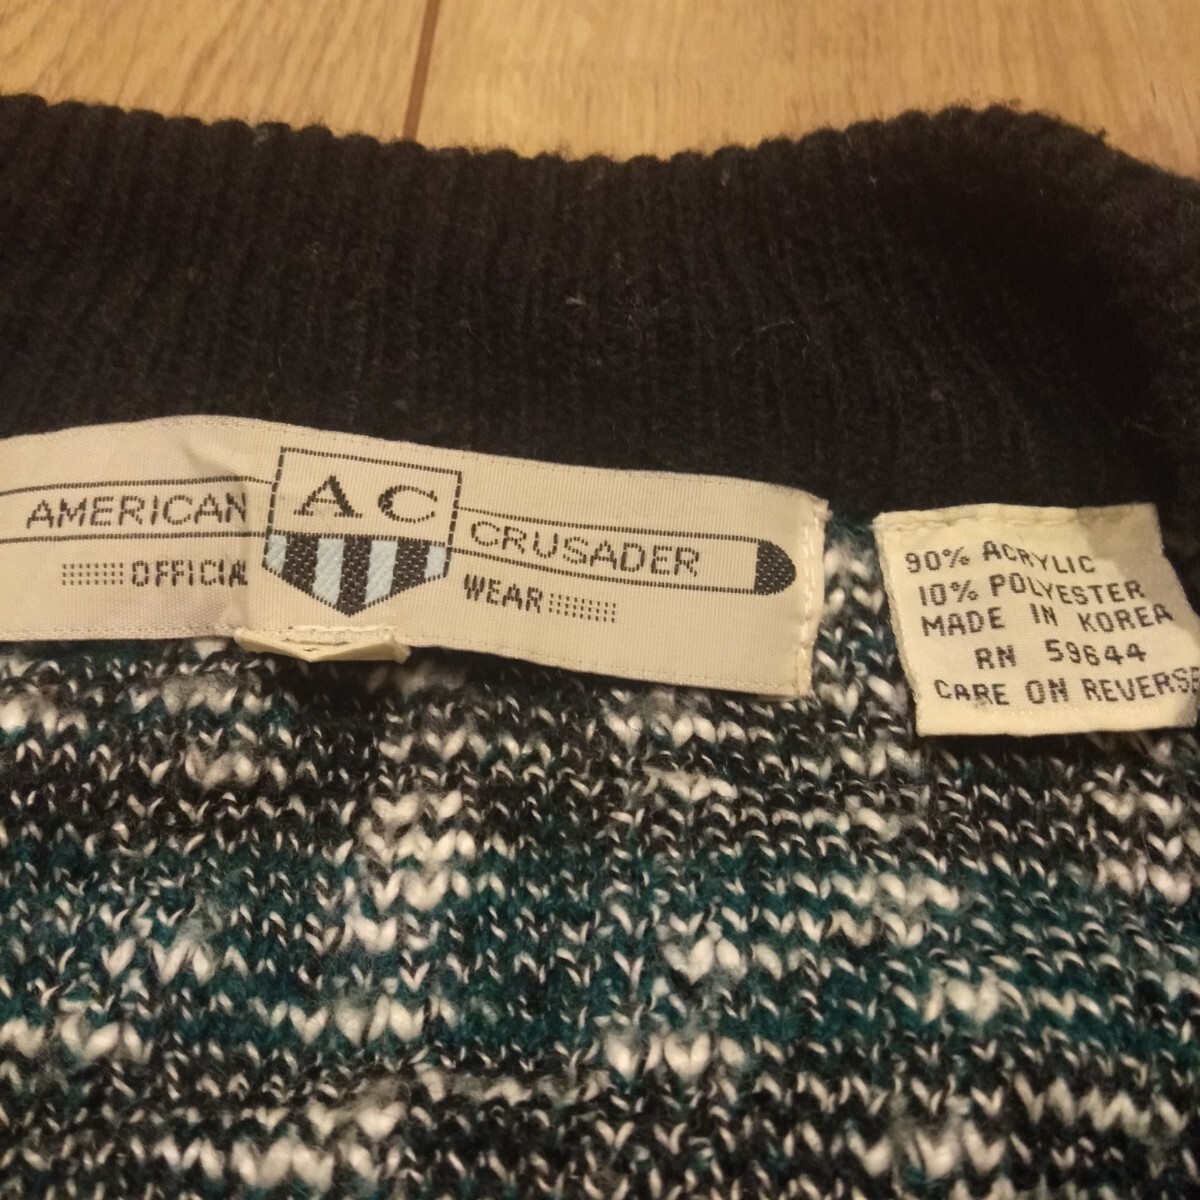 AMERICAN AC CRUSADER
OFFICIAL WEAR
90% ACRYLIC
10% POLYESTER
MADE IN KOREA
RN 59644
CARE ON REVERSE